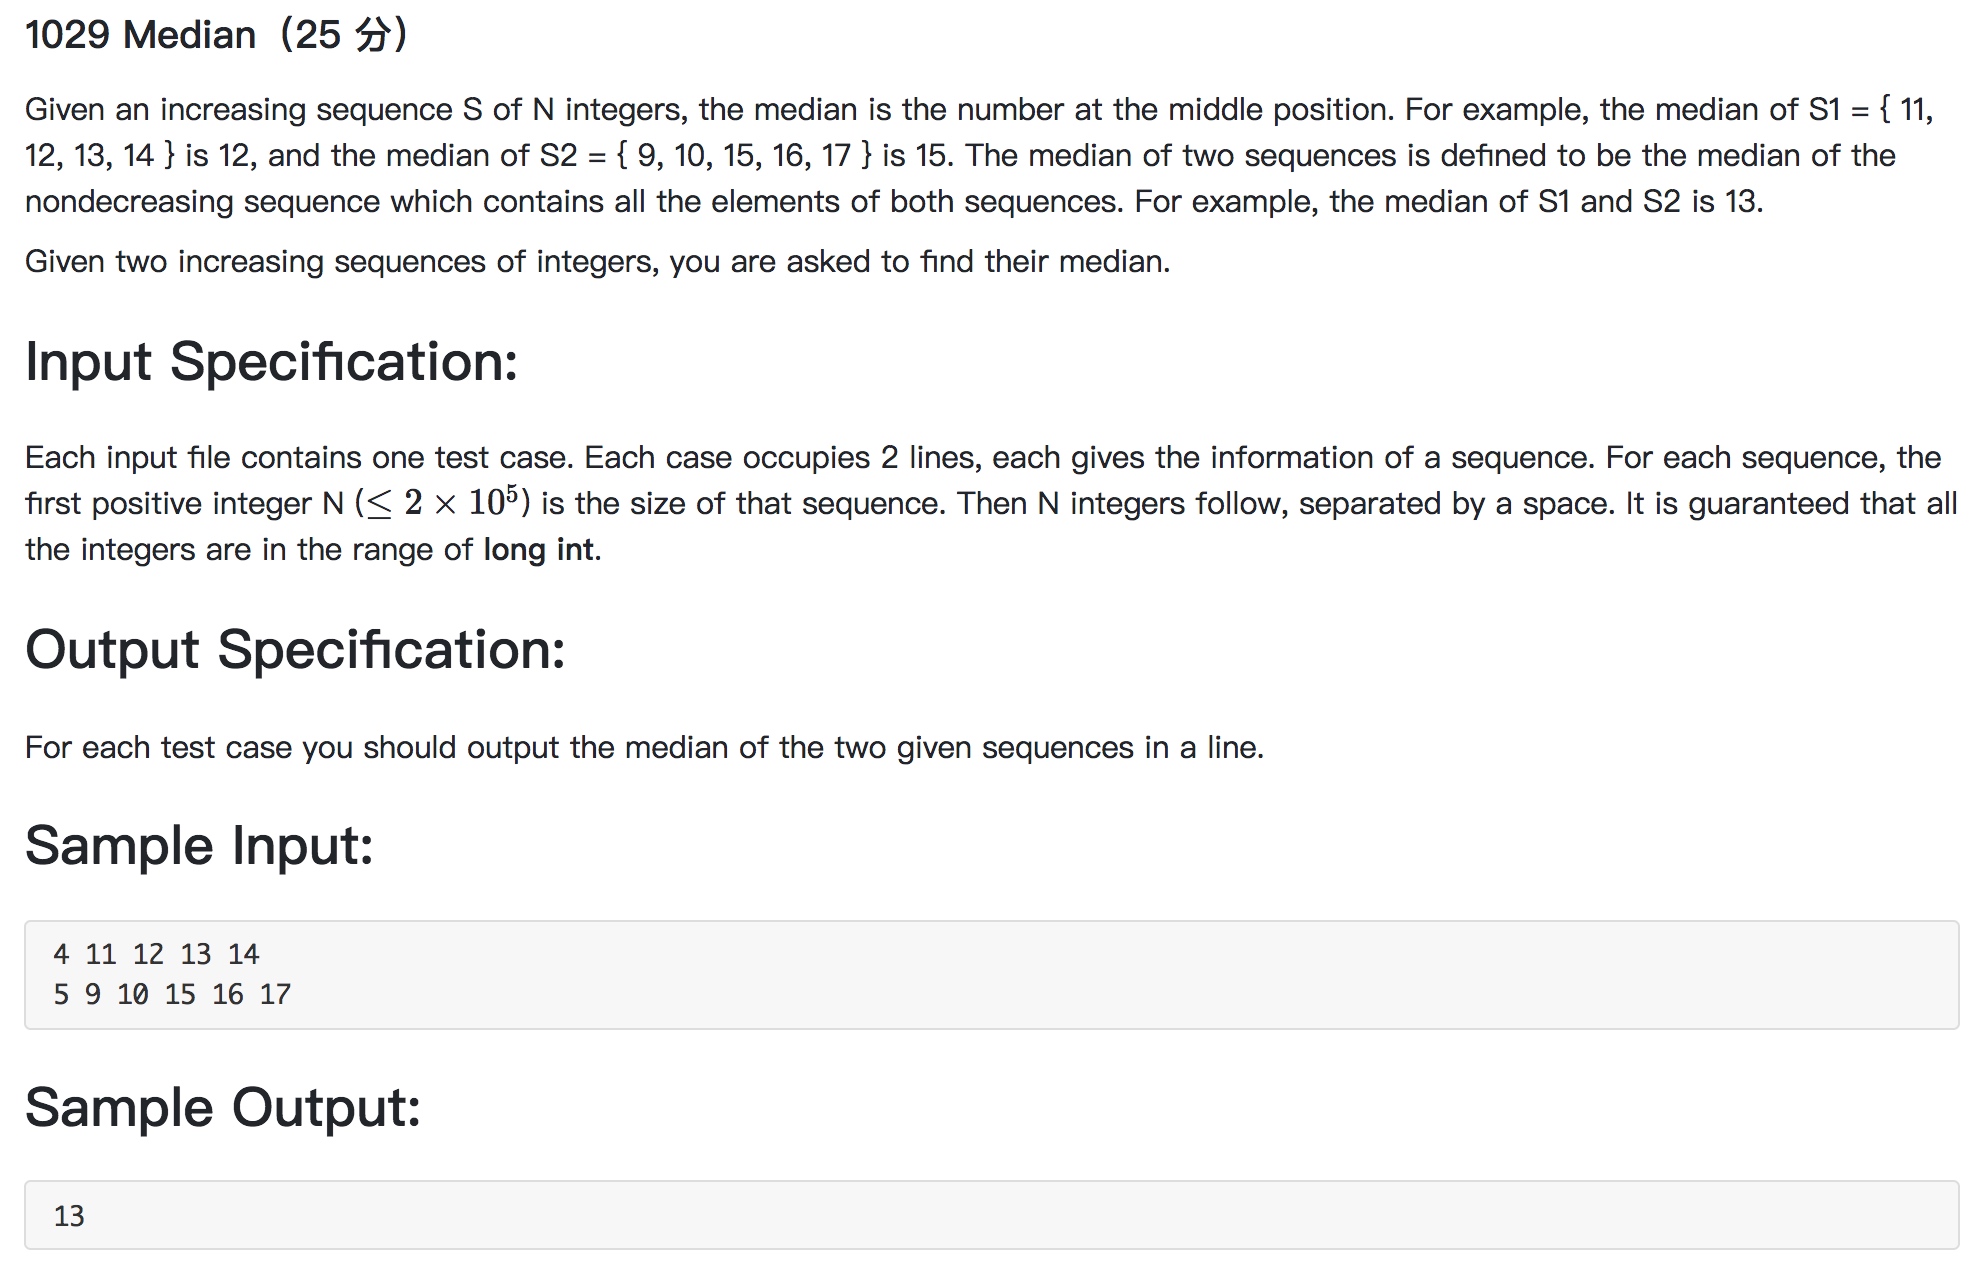 1029 Median（25 分）
Given an increasing sequence S of N integers, the median is the number at the middle position. For example, the median of S1 = { 11,
12, 13, 14 } is 12, and the median of S2 = { 9, 10, 15, 16, 17 } is 15. The median of two sequences is defined to be the median of the
nondecreasing sequence which contains all the elements of both sequences. For example, the median of S1 and S2 is 13.
Given two increasing sequences of integers, you are asked to find their median.
Input Specification:
Each input file contains one test case. Each case occupies 2 lines, each gives the information of a sequence. For each sequence, the
first positive integer N (≤ 2 × 10⁵) is the size of that sequence. Then N integers follow, separated by a space. It is guaranteed that all
the integers are in the range of long int.
Output Specification:
For each test case you should output the median of the two given sequences in a line.
Sample Input:
4 11 12 13 14
5 9 10 15 16 17
Sample Output:
13